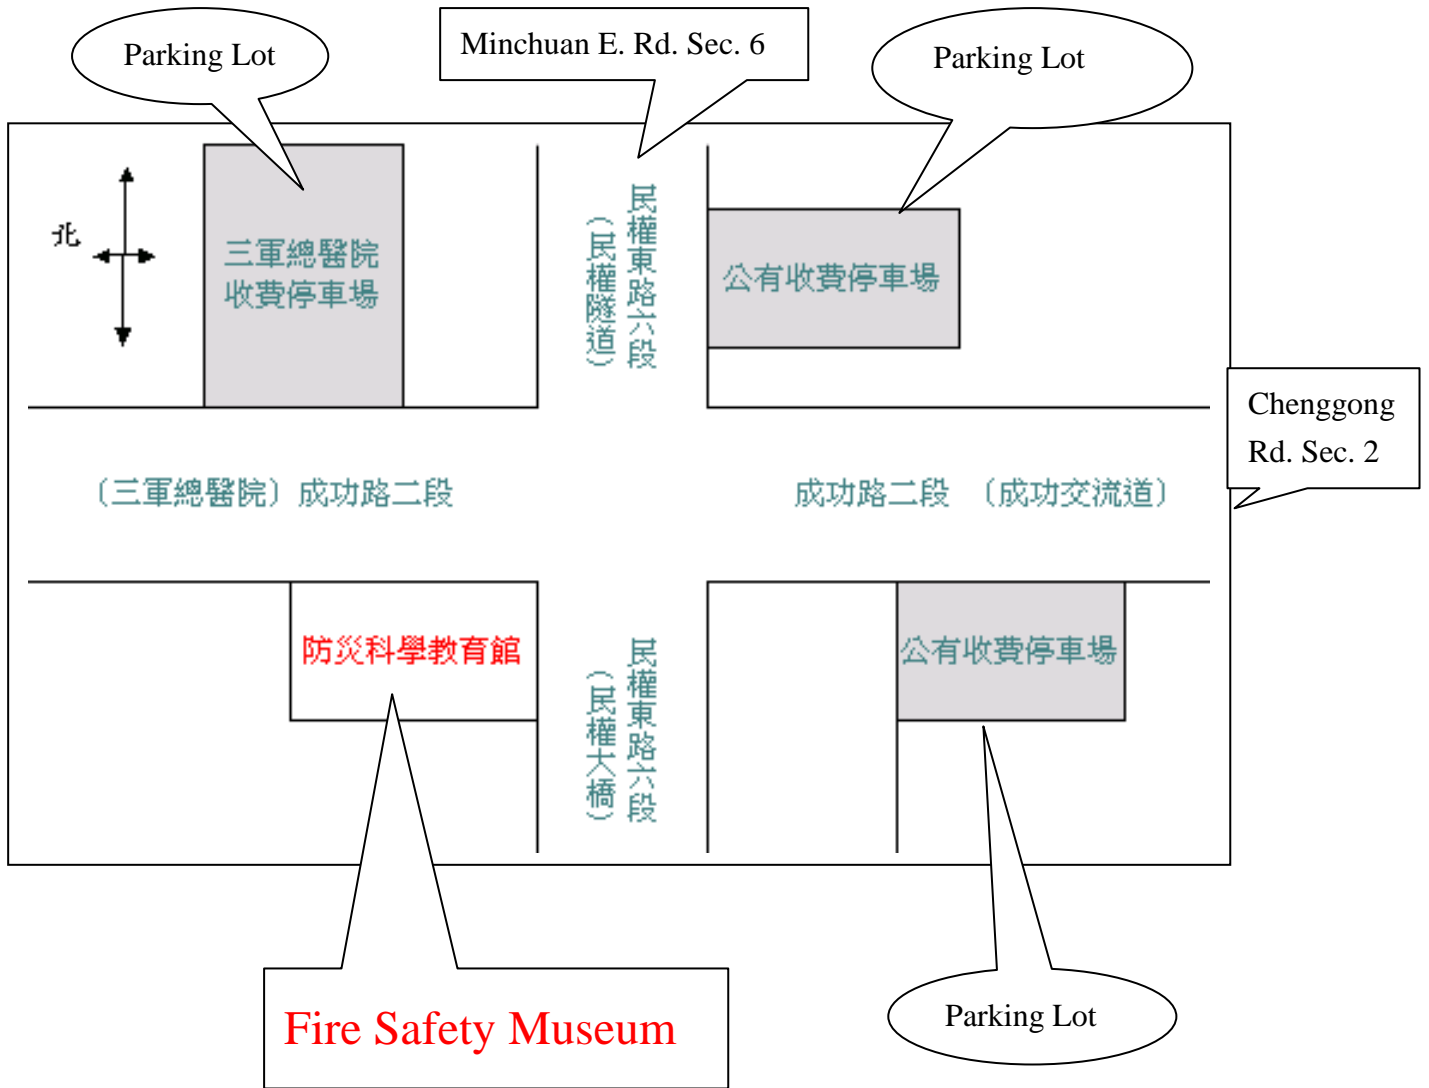 Parking Lot
Minchuan E. Rd. Sec. 6
Parking Lot
北
三軍總醫院
收費停車場
民權東路六段
(民權隧道)
公有收費停車場
Chenggong
Rd. Sec. 2
〔三軍總醫院〕成功路二段
成功路二段 〔成功交流道〕
防災科學教育館
民權東路六段
(民權大橋)
公有收費停車場
Fire Safety Museum
Parking Lot